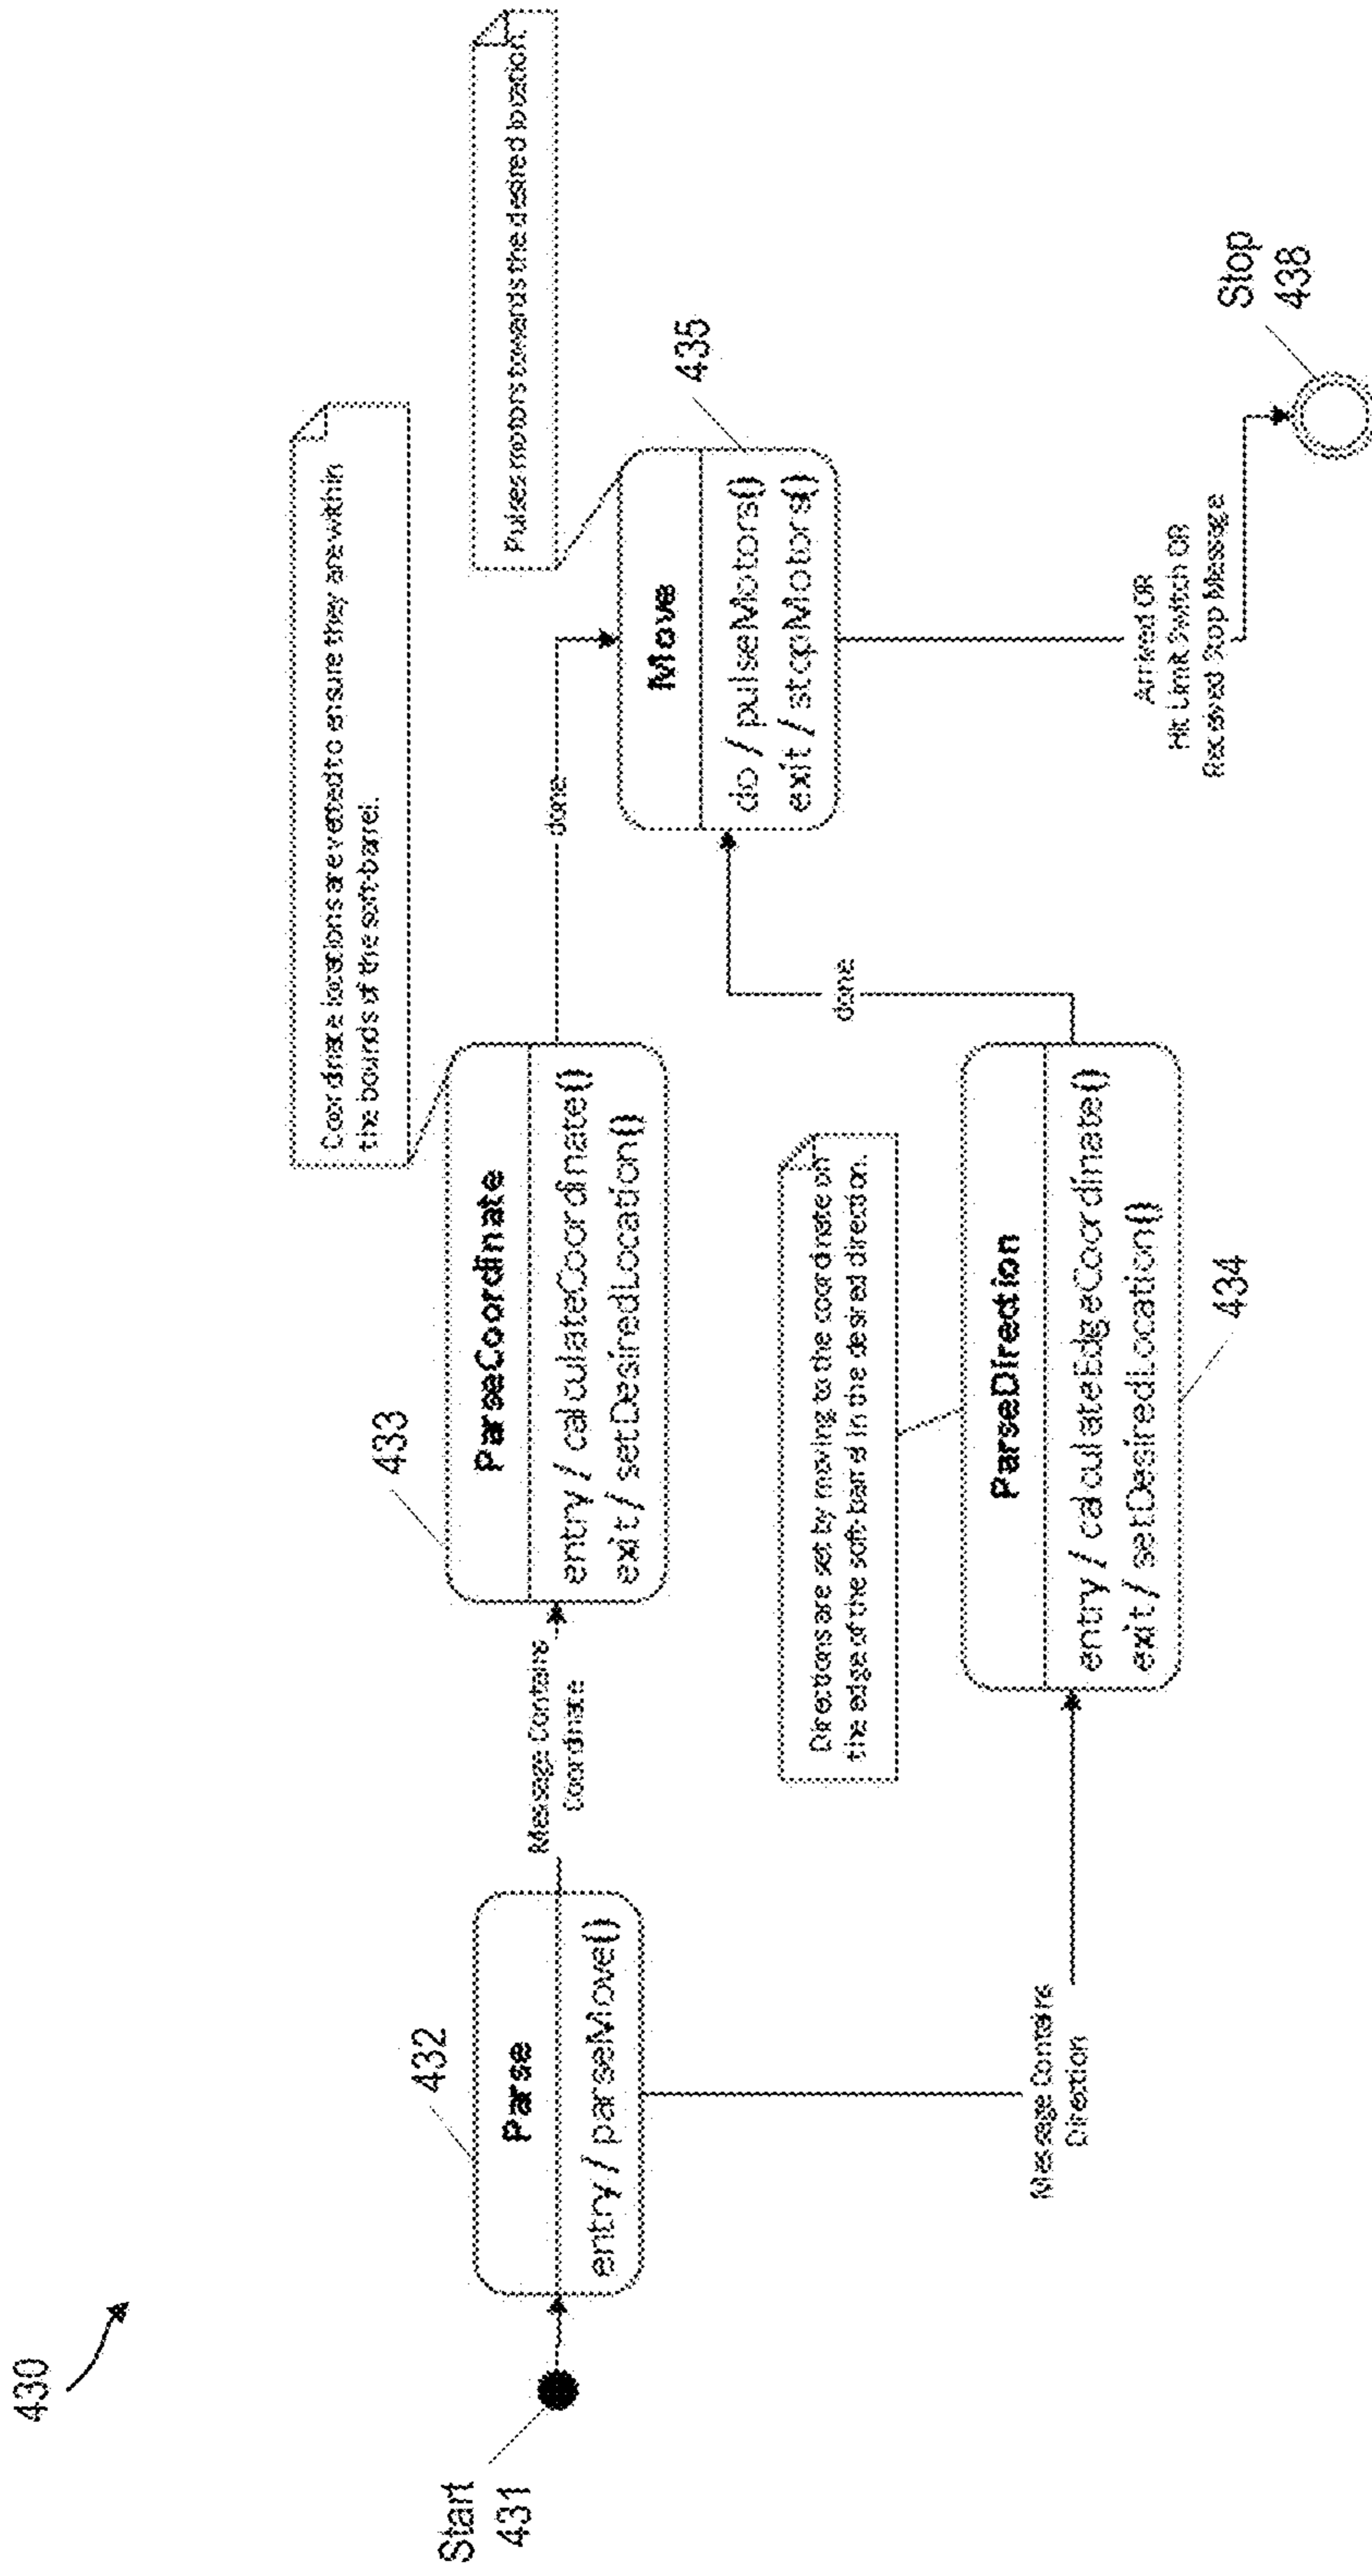 430
Start
431
432
Parse
entry / parseMove()
Message Contains
Coordinate
Message Contains
Direction
433
ParseCoordinate
entry / calculateCoordinate()
exit / setDesiredLocation()
Coordinate locations are vetted to ensure they are within
the bounds of the soft-barrel.
Directions are set by moving to the coordinate on
the edge of the soft-barrel in the desired direction.
ParseDirection
entry / calculateEdgeCoordinate()
exit / setDesiredLocation()
434
done
done
Pulses motors towards the desired location.
Move
do / pulseMotors()
exit / stopMotors()
435
Arrived OR
Hit Limit Switch OR
Received Stop Message
Stop
438